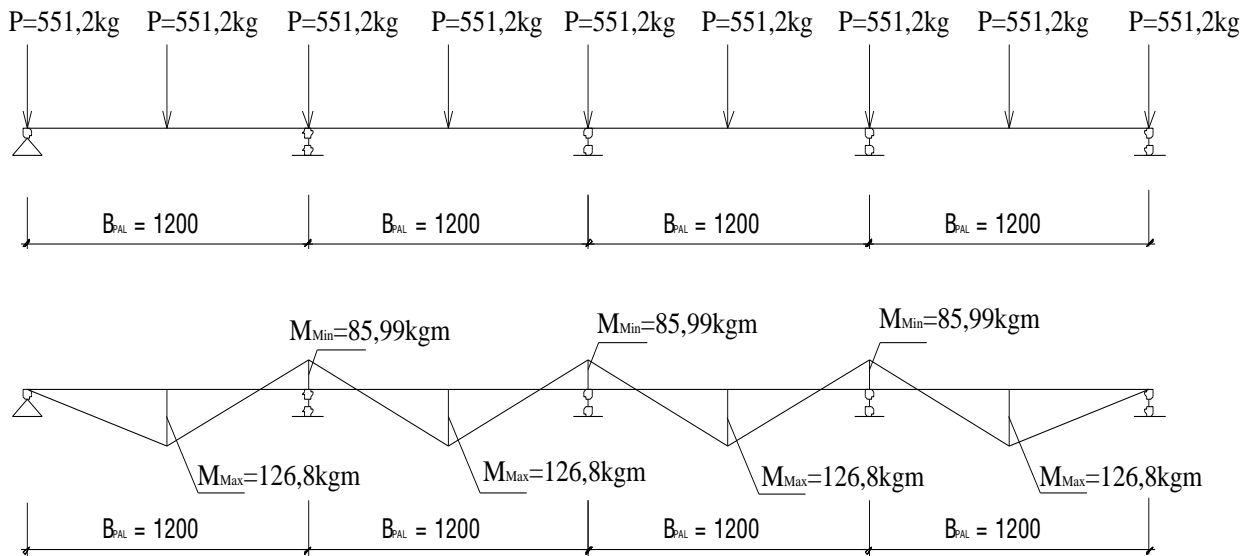 P=551,2kg P=551,2kg P=551,2kg P=551,2kg P=551,2kg P=551,2kg P=551,2kg P=551,2kg P=551,2kg
BPAL = 1200 BPAL = 1200 BPAL = 1200 BPAL = 1200
MMin=85,99kgm MMin=85,99kgm MMin=85,99kgm
MMax=126,8kgm MMax=126,8kgm MMax=126,8kgm MMax=126,8kgm
BPAL = 1200 BPAL = 1200 BPAL = 1200 BPAL = 1200